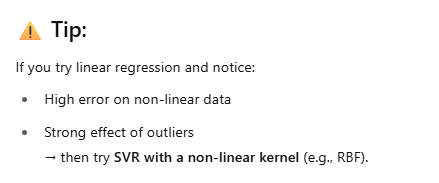 ⚠️ Tip:
If you try linear regression and notice:
• High error on non-linear data
• Strong effect of outliers
→ then try SVR with a non-linear kernel (e.g., RBF).